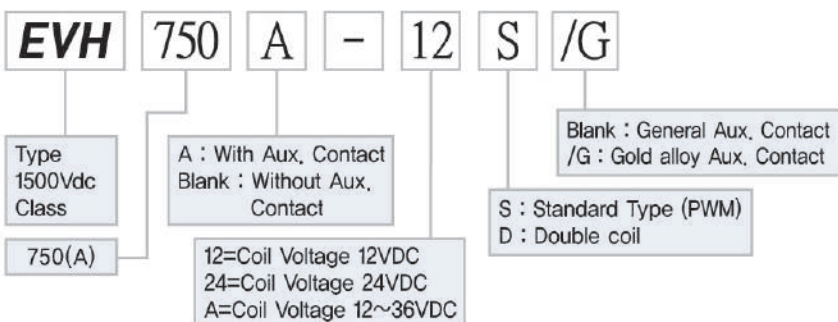 EVH 750 A - 12 S /G
Type
1500Vdc
Class
750(A)
A : With Aux. Contact
Blank : Without Aux.
Contact
12=Coil Voltage 12VDC
24=Coil Voltage 24VDC
A=Coil Voltage 12~36VDC
S : Standard Type (PWM)
D : Double coil
Blank : General Aux. Contact
/G : Gold alloy Aux. Contact